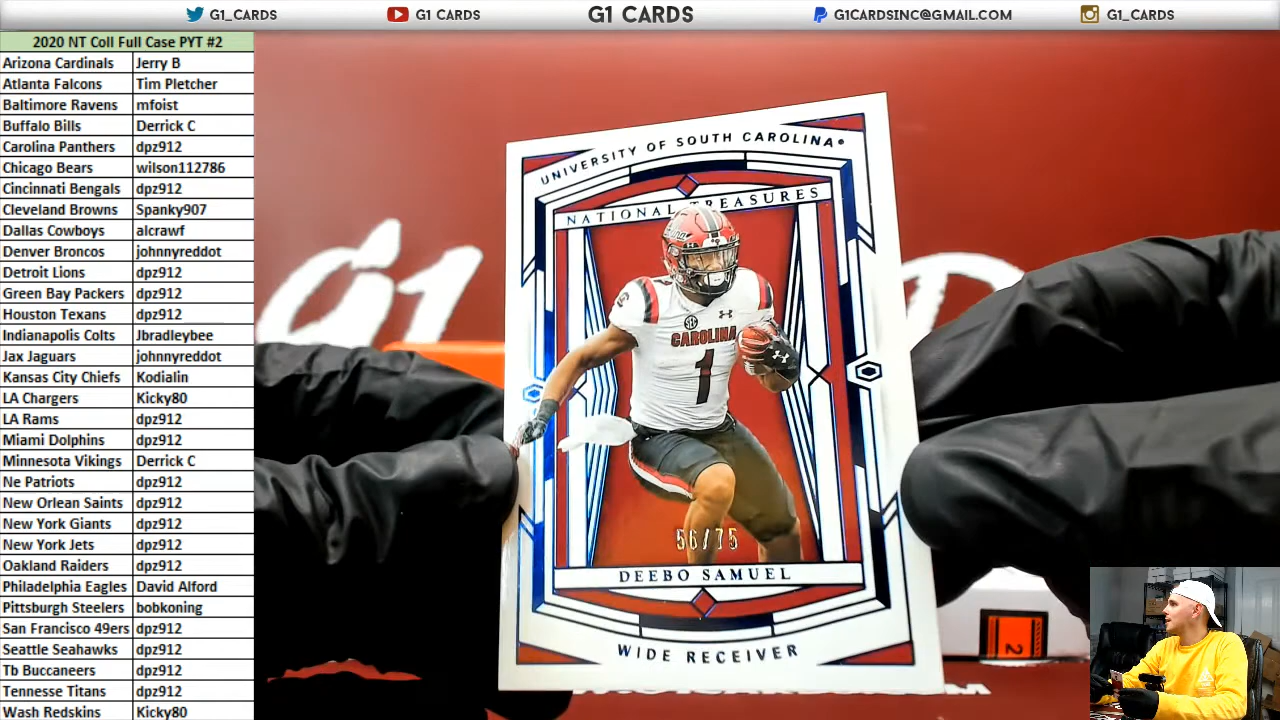 G1_CARDS
G1 CARDS
G1 CARDS
G1CARDSINC@GMAIL.COM
G1_CARDS
2020 NT Coll Full Case PYT #2
Arizona Cardinals Jerry B
Atlanta Falcons Tim Pletcher
Baltimore Ravens mfoist
Buffalo Bills Derrick C
Carolina Panthers dpz912
Chicago Bears wilson112786
Cincinnati Bengals dpz912
Cleveland Browns Spanky907
Dallas Cowboys alcrawf
Denver Broncos johnnyreddot
Detroit Lions dpz912
Green Bay Packers dpz912
Houston Texans dpz912
Indianapolis Colts Jbradleybee
Jax Jaguars johnnyreddot
Kansas City Chiefs Kodialin
LA Chargers Kicky80
LA Rams dpz912
Miami Dolphins dpz912
Minnesota Vikings Derrick C
Ne Patriots dpz912
New Orlean Saints dpz912
New York Giants dpz912
New York Jets dpz912
Oakland Raiders dpz912
Philadelphia Eagles David Alford
Pittsburgh Steelers bobkoning
San Francisco 49ers dpz912
Seattle Seahawks dpz912
Tb Buccaneers dpz912
Tennesse Titans dpz912
Wash Redskins Kicky80
UNIVERSITY OF SOUTH CAROLINA®
NATIONAL TREASURES
SEC
CAROLINA
1
56/75
DEEBO SAMUEL
WIDE RECEIVER
G1
2